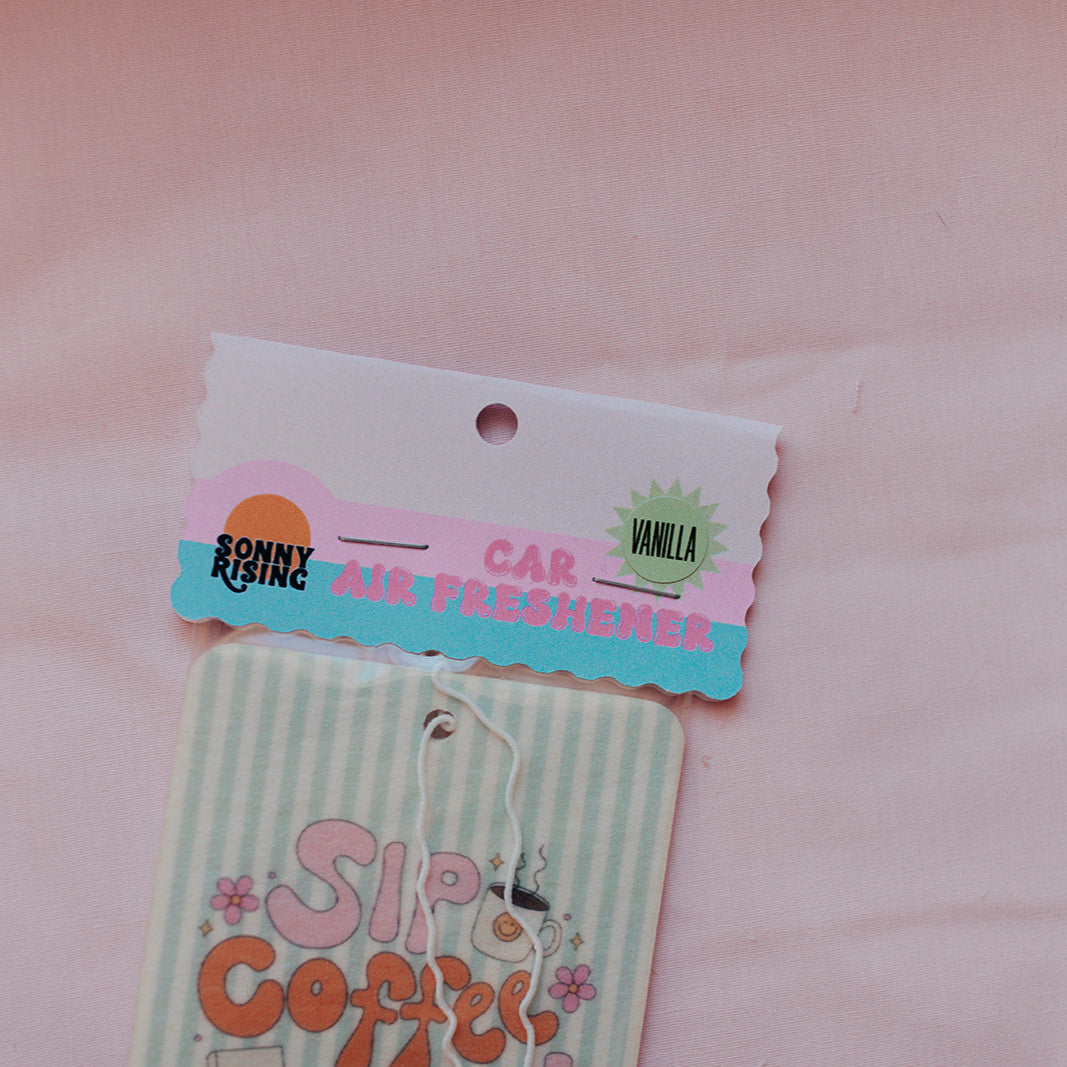 SONNY
RISING
CAR
AIR FRESHENER
VANILLA
SIP
COFFEE